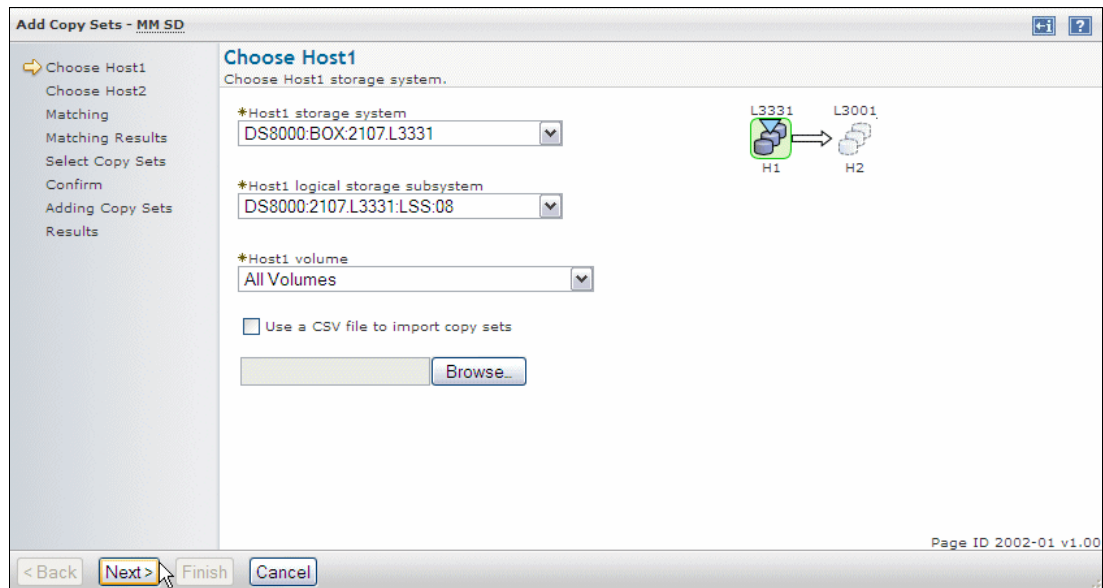 Add Copy Sets - MM SD
?
Choose Host1
Choose Host2
Matching
Matching Results
Select Copy Sets
Confirm
Adding Copy Sets
Results
Choose Host1
Choose Host1 storage system.
*Host1 storage system
DS8000:BOX:2107.L3331
*Host1 logical storage subsystem
DS8000:2107.L3331:LSS:08
*Host1 volume
All Volumes
Use a CSV file to import copy sets
Browse...
L3331 L3001
H1 H2
Page ID 2002-01 v1.00
< Back Next > Finish Cancel